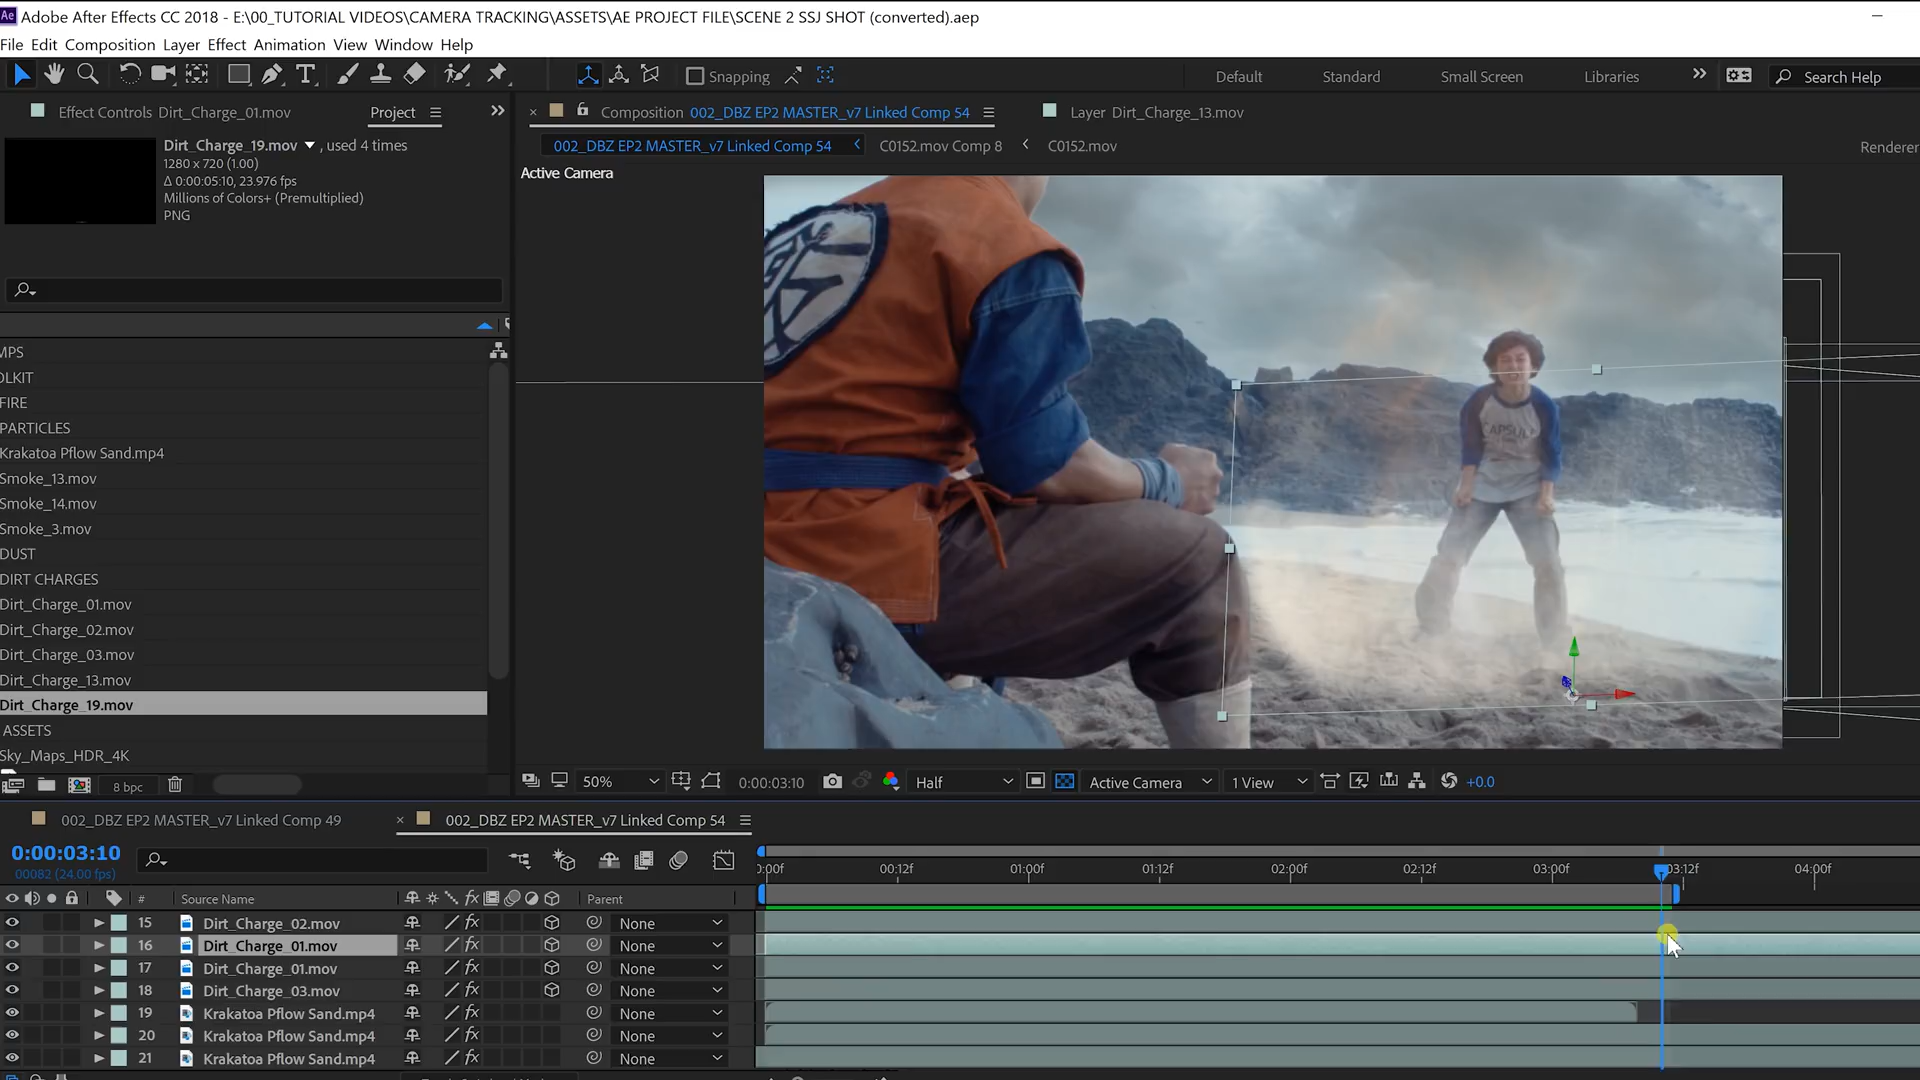 Ae Adobe After Effects CC 2018 - E:\00_TUTORIAL VIDEOS\CAMERA TRACKING\ASSETS\AE PROJECT FILE\SCENE 2 SSJ SHOT (converted).aep
File Edit Composition Layer Effect Animation View Window Help
Snapping Default Standard Small Screen Libraries Search Help
Effect Controls Dirt_Charge_01.mov Project
Composition 002_DBZ EP2 MASTER_v7 Linked Comp 54 Layer Dirt_Charge_13.mov
002_DBZ EP2 MASTER_v7 Linked Comp 54 C0152.mov Comp 8 C0152.mov Renderer
Dirt_Charge_19.mov , used 4 times
1280 x 720 (1.00)
Δ 0:00:05:10, 23.976 fps
Millions of Colors+ (Premultiplied)
PNG
Active Camera
MPS
OLKIT
FIRE
PARTICLES
Krakatoa Pflow Sand.mp4
Smoke_13.mov
Smoke_14.mov
Smoke_3.mov
DUST
DIRT CHARGES
Dirt_Charge_01.mov
Dirt_Charge_02.mov
Dirt_Charge_03.mov
Dirt_Charge_13.mov
Dirt_Charge_19.mov
ASSETS
Sky_Maps_HDR_4K
CAPSUL
8 bpc
50% 0:00:03:10 Half Active Camera 1 View +0.0
002_DBZ EP2 MASTER_v7 Linked Comp 49 002_DBZ EP2 MASTER_v7 Linked Comp 54
0:00:03:10
00082 (24.00 fps)
:00f 00:12f 01:00f 01:12f 02:00f 02:12f 03:00f 03:12f 04:00f
# Source Name fx Parent
15 Dirt_Charge_02.mov fx None
16 Dirt_Charge_01.mov fx None
17 Dirt_Charge_01.mov fx None
18 Dirt_Charge_03.mov fx None
19 Krakatoa Pflow Sand.mp4 fx None
20 Krakatoa Pflow Sand.mp4 fx None
21 Krakatoa Pflow Sand.mp4 fx None